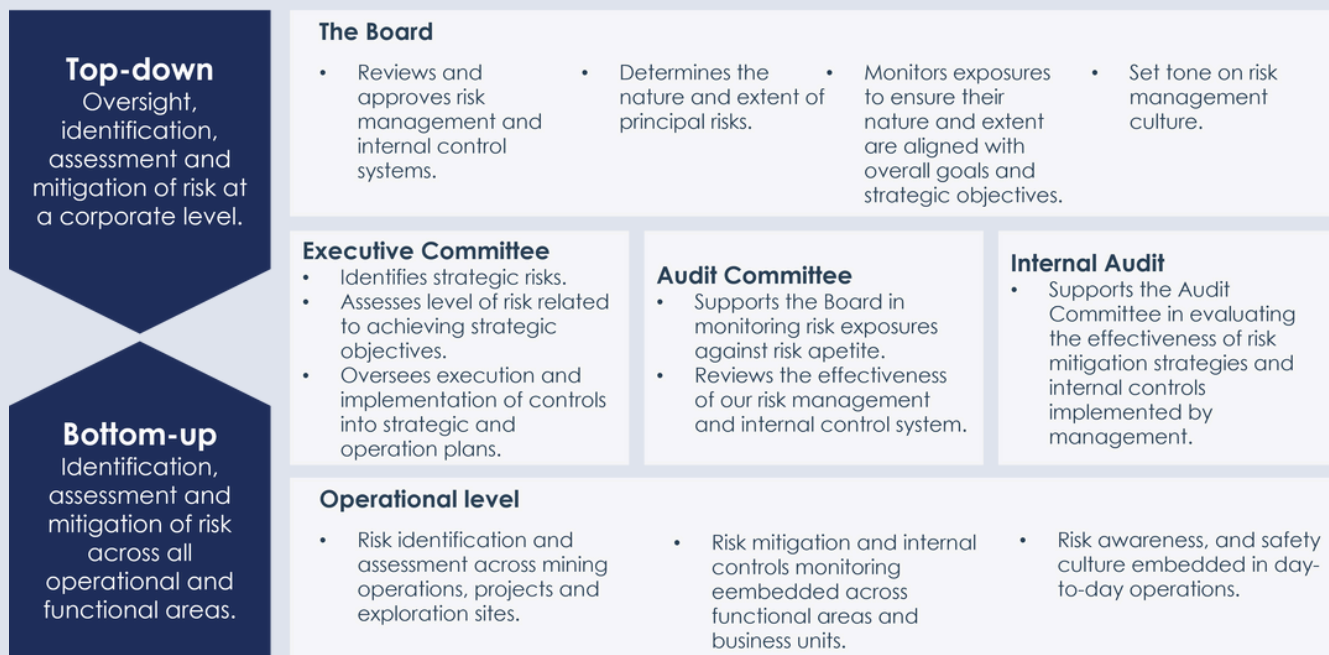 Top-down
Oversight,
identification,
assessment and
mitigation of risk at
a corporate level.
The Board
• Reviews and
approves risk
management and
internal control
systems.
• Determines the
nature and extent of
principal risks.
• Monitors exposures
to ensure their
nature and extent
are aligned with
overall goals and
strategic objectives.
• Set tone on risk
management
culture.
Executive Committee
• Identifies strategic risks.
• Assesses level of risk related
to achieving strategic
objectives.
• Oversees execution and
implementation of controls
into strategic and
operation plans.
Audit Committee
• Supports the Board in
monitoring risk exposures
against risk apetite.
• Reviews the effectiveness
of our risk management
and internal control system.
Internal Audit
• Supports the Audit
Committee in evaluating
the effectiveness of risk
mitigation strategies and
internal controls
implemented by
management.
Bottom-up
Identification,
assessment and
mitigation of risk
across all
operational and
functional areas.
Operational level
• Risk identification and
assessment across mining
operations, projects and
exploration sites.
• Risk mitigation and internal
controls monitoring
eembedded across
functional areas and
business units.
• Risk awareness, and safety
culture embedded in day-
to-day operations.